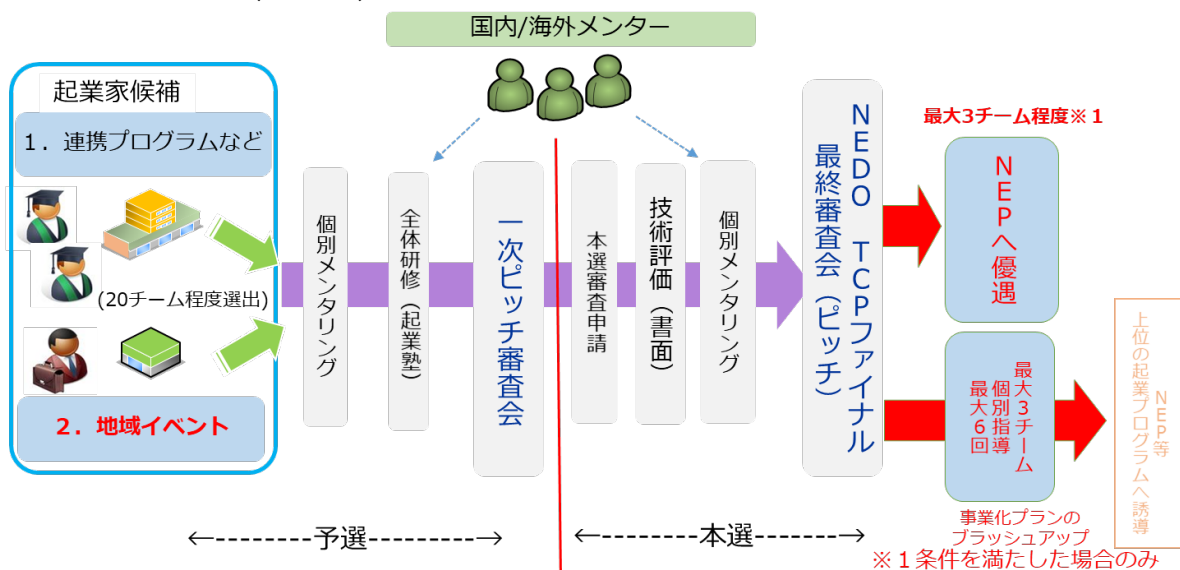 国内/海外メンター
起業家候補
1．連携プログラムなど
(20チーム程度選出)
2．地域イベント
個別メンタリング
全体研修（起業塾）
一次ピッチ審査会
本選審査申請
技術評価（書面）
個別メンタリング
NEDO TCPファイナル
最終審査会（ピッチ）
最大3チーム程度※1
NEPへ優遇
最大3チーム
個別指導
最大6回
事業化プランの
ブラッシュアップ
NEP等
上位の起業プログラムへ誘導
←--------予選--------→
←--------本選--------→
※1条件を満たした場合のみ